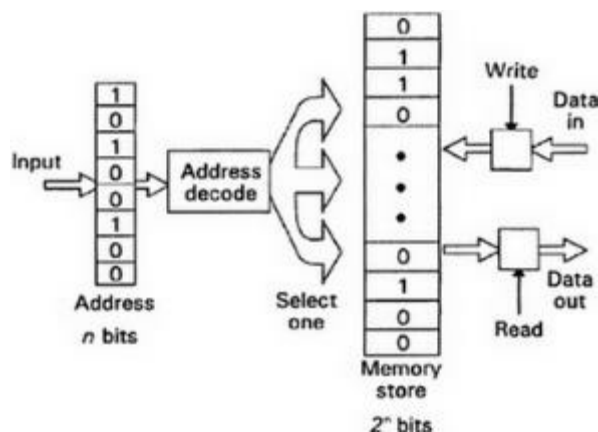 Input
1
0
1
0
0
1
0
0
Address
n bits
Address
decode
Select
one
0
1
1
0
0
1
0
0
Memory
store
2ⁿ bits
Write
Data
in
Data
out
Read